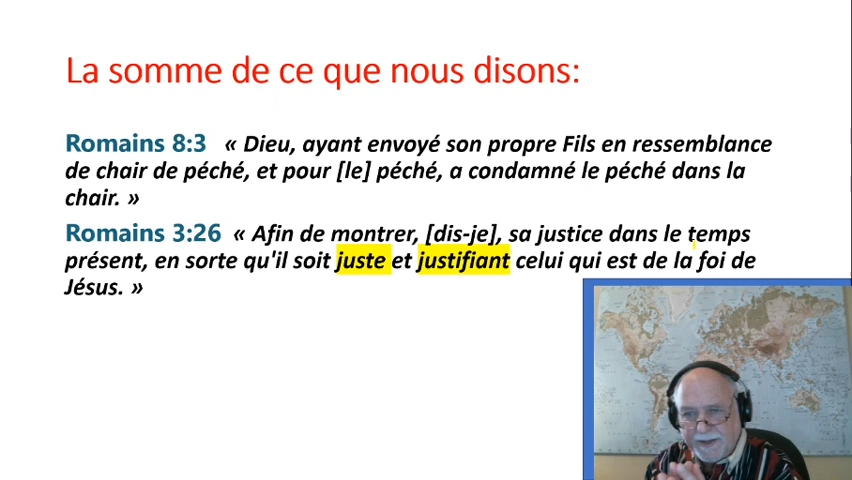 La somme de ce que nous disons:
Romains 8:3 « Dieu, ayant envoyé son propre Fils en ressemblance
de chair de péché, et pour [le] péché, a condamné le péché dans la
chair. »
Romains 3:26 « Afin de montrer, [dis-je], sa justice dans le temps
présent, en sorte qu'il soit juste et justifiant celui qui est de la foi de
Jésus. »